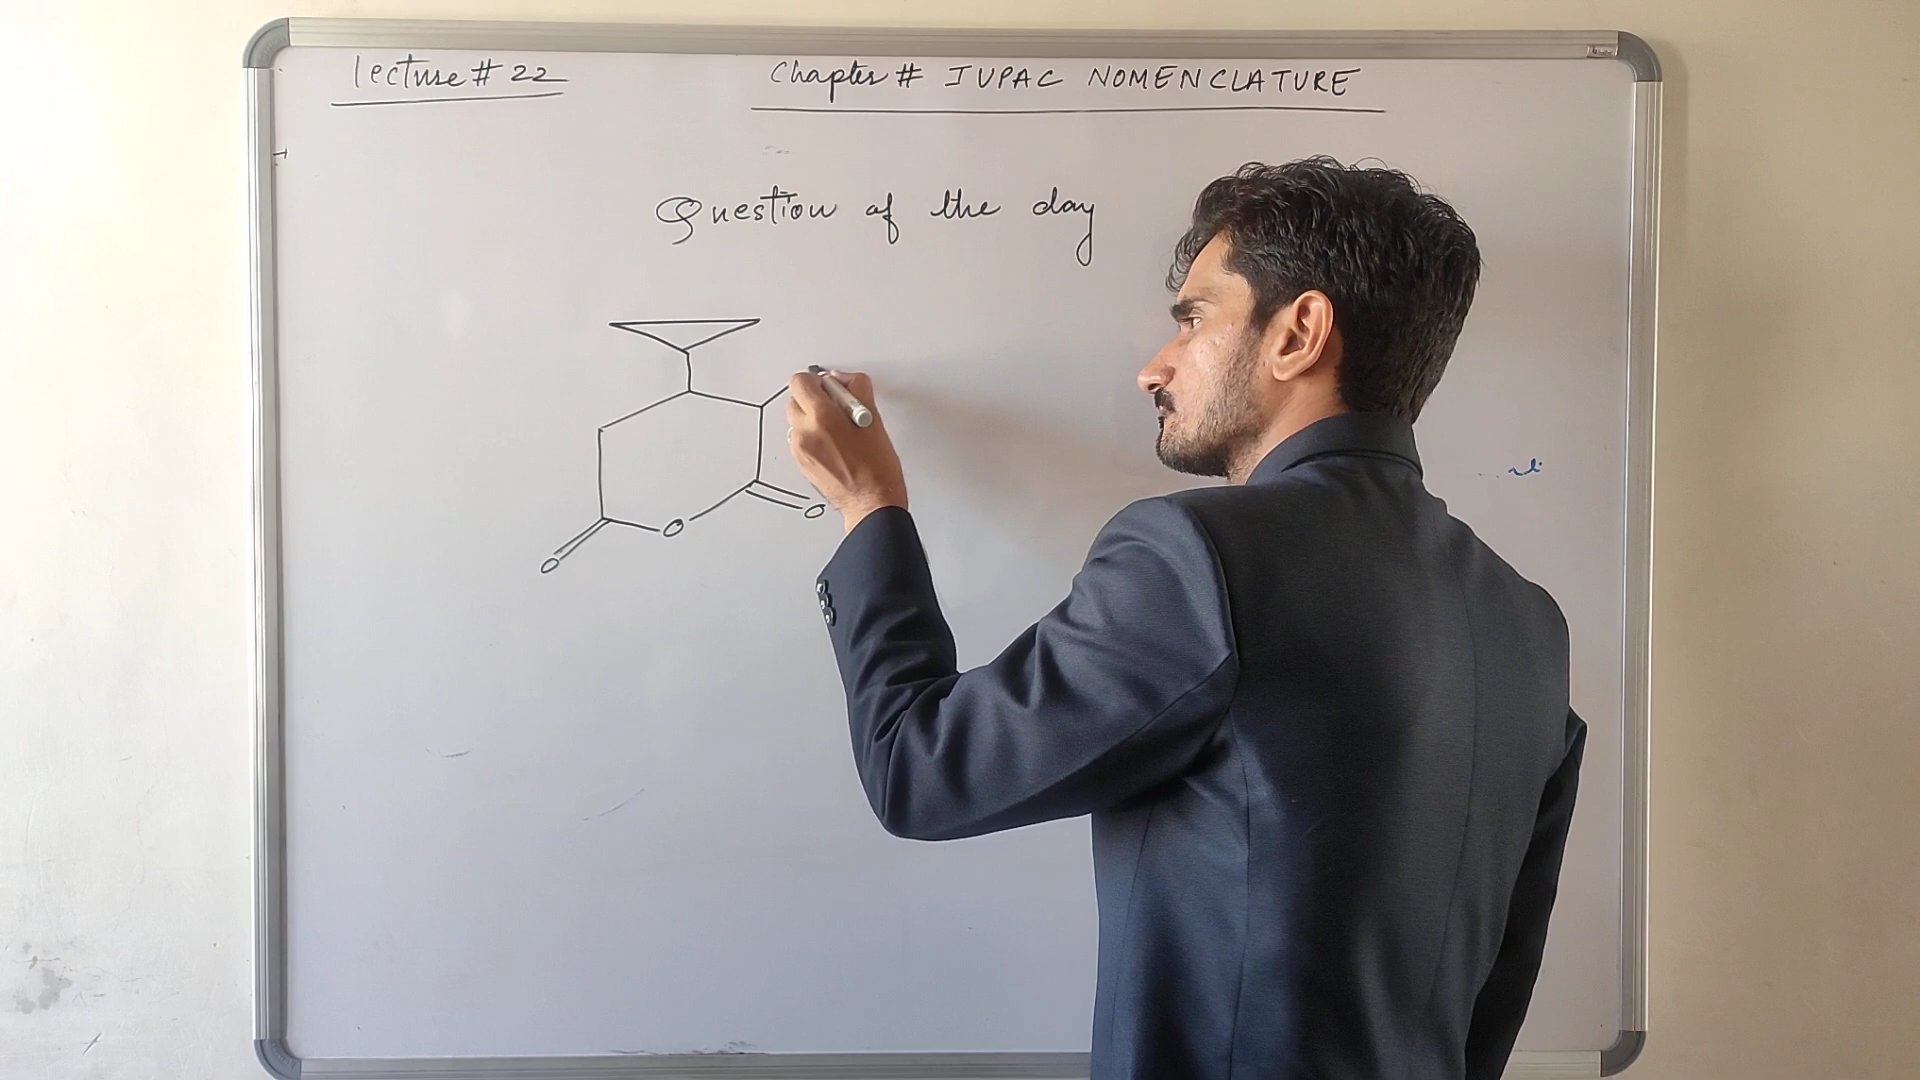 Lecture # 22
Chapter # IUPAC NOMENCLATURE
Question of the day
O
O
O